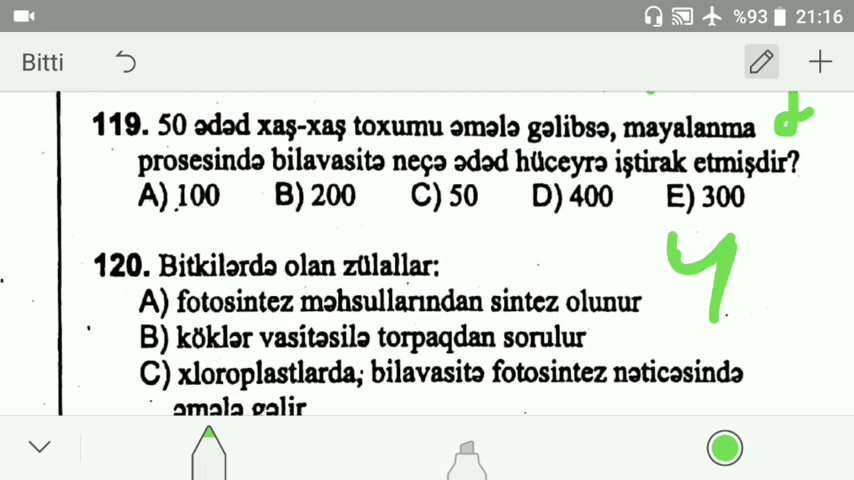 %93 21:16
Bitti
119. 50 ədəd xaş-xaş toxumu əmələ gəlibsə, mayalanma
prosesində bilavasitə neçə ədəd hüceyrə iştirak etmişdir?
A) 100 B) 200 C) 50 D) 400 E) 300
120. Bitkilərdə olan zülallar:
A) fotosintez məhsullarından sintez olunur
B) köklər vasitəsilə torpaqdan sorulur
C) xloroplastlarda; bilavasitə fotosintez nəticəsində
əmələ gəlir